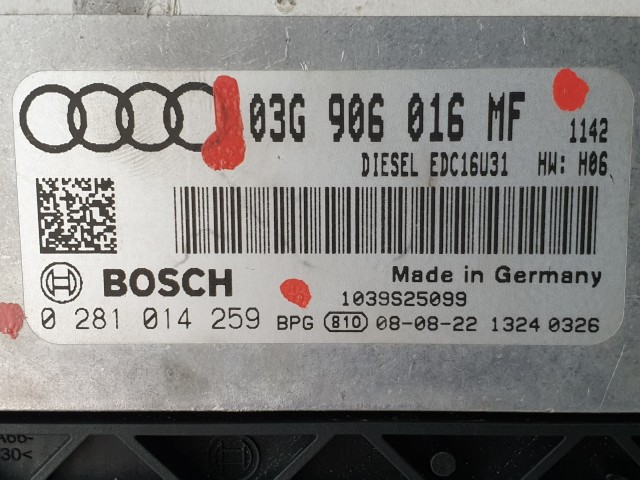 03G 906 016 MF
1142
DIESEL EDC16U31 HW: H06
BOSCH
Made in Germany
1039S25099
0 281 014 259 BPG 810 08-08-22 1324 0326
30<